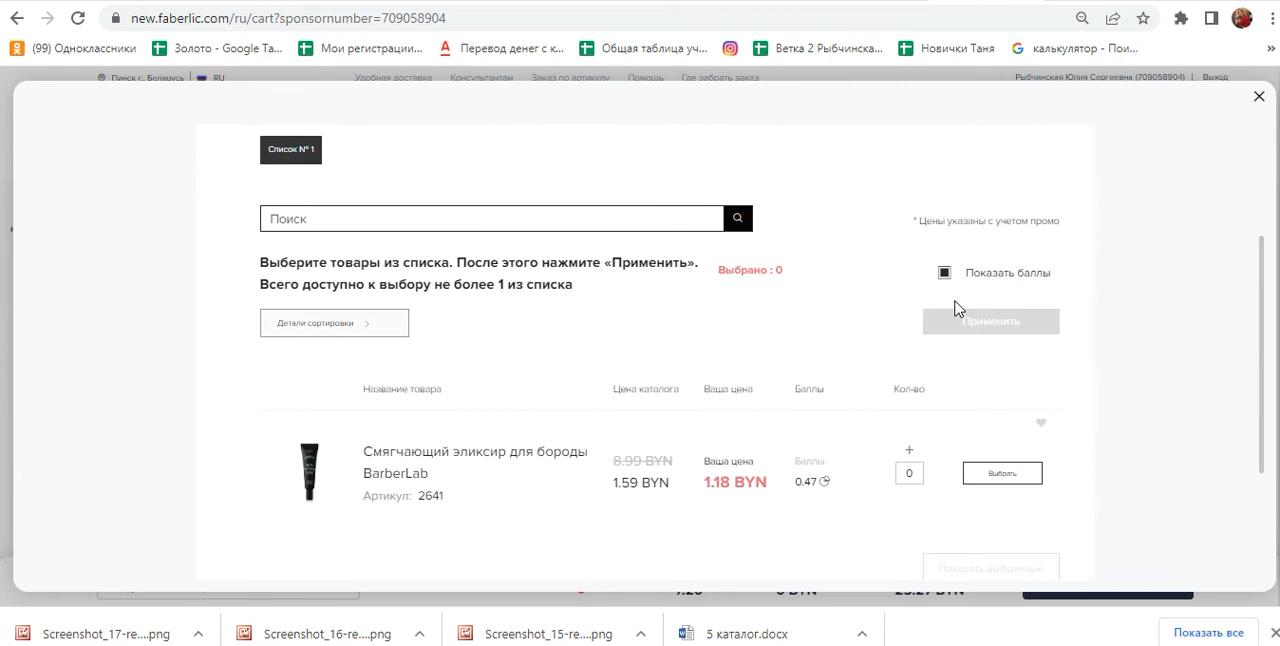 new.faberlic.com/ru/cart?sponsornumber=709058904
(99) Одноклассники
Золото - Google Та...
Мои регистрации...
Перевод денег с к...
Общая таблица уч...
Ветка 2 Рыбчинска...
Новички Таня
калькулятор - Пои...
»
Пинск г., Беларусь | RU
Удобная доставка
Консультантам
Заказ по артикулу
Помощь
Где забрать заказ
Рыбчинская Юлия Сергеевна (709058904) | Выход
Список № 1
Поиск
* Цены указаны с учетом промо
Выберите товары из списка. После этого нажмите «Применить».
Всего доступно к выбору не более 1 из списка
Выбрано : 0
Показать баллы
Детали сортировки
Применить
Название товара
Цена каталога
Ваша цена
Баллы
Кол-во
Смягчающий эликсир для бороды
BarberLab
Артикул: 2641
8.99 BYN
1.59 BYN
Ваша цена
1.18 BYN
Баллы
0.47
+
0
Выбрать
Показать выбранные
Screenshot_17-re....png
Screenshot_16-re....png
Screenshot_15-re....png
5 каталог.docx
Показать все